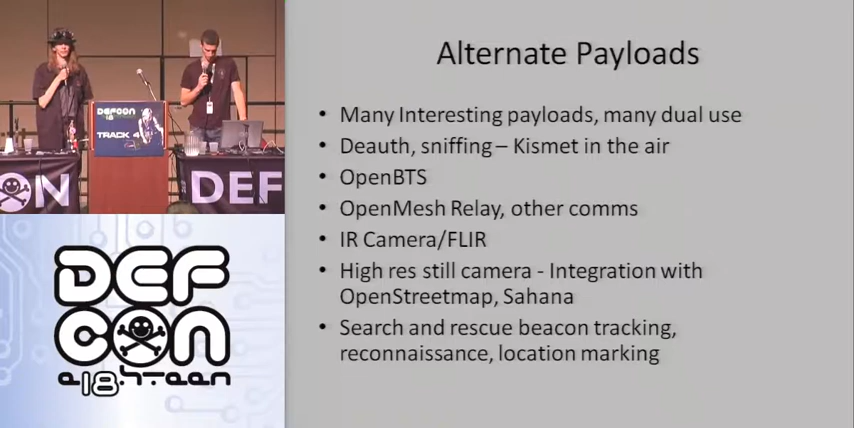 Alternate Payloads
• Many Interesting payloads, many dual use
• Deauth, sniffing – Kismet in the air
• OpenBTS
• OpenMesh Relay, other comms
• IR Camera/FLIR
• High res still camera - Integration with
OpenStreetmap, Sahana
• Search and rescue beacon tracking,
reconnaissance, location marking
DEFCON
18
TRACK 4
ON
DEF
DEF
CON
e18hteen